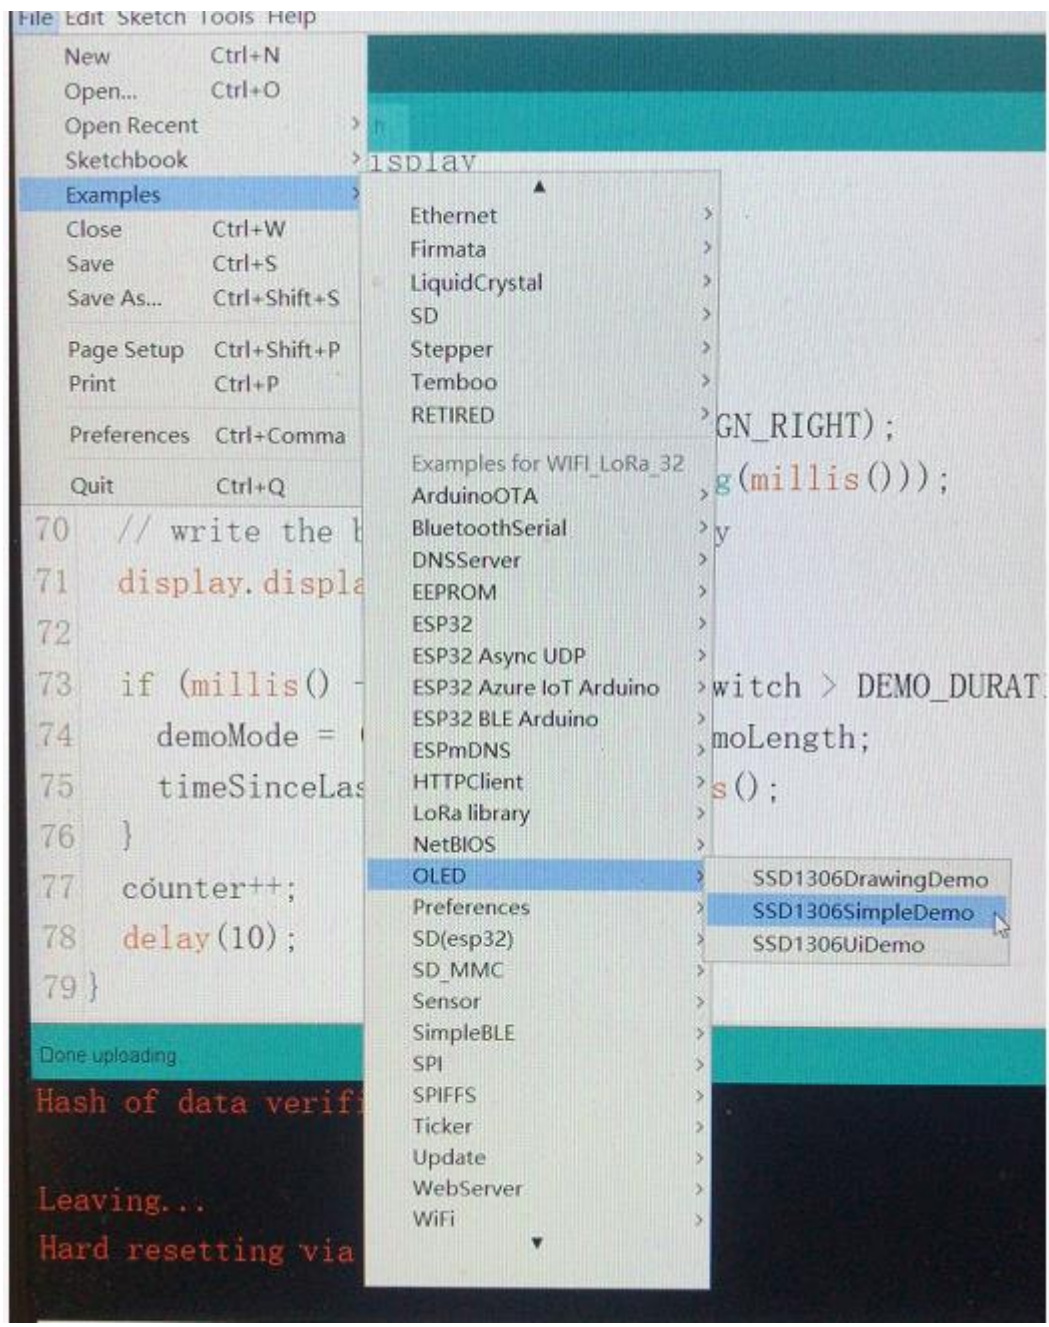 File Edit Sketch Tools Help
New Ctrl+N
Open... Ctrl+O
Open Recent >
Sketchbook >
Examples >
Close Ctrl+W
Save Ctrl+S
Save As... Ctrl+Shift+S
Page Setup Ctrl+Shift+P
Print Ctrl+P
Preferences Ctrl+Comma
Quit Ctrl+Q
h
isplay
▲
Ethernet >
Firmata >
LiquidCrystal >
SD >
Stepper >
Temboo >
RETIRED >
Examples for WIFI_LoRa_32
ArduinoOTA >
BluetoothSerial >
DNSServer >
EEPROM >
ESP32 >
ESP32 Async UDP >
ESP32 Azure IoT Arduino >
ESP32 BLE Arduino >
ESPmDNS >
HTTPClient >
LoRa library >
NetBIOS >
OLED >
Preferences >
SD(esp32) >
SD_MMC >
Sensor >
SimpleBLE >
SPI >
SPIFFS >
Ticker >
Update >
WebServer >
WiFi >
▼
SSD1306DrawingDemo
SSD1306SimpleDemo
SSD1306UiDemo
GN_RIGHT);
g(millis()));
70 // write the b y
71 display.displa
72
73 if (millis() - witch > DEMO_DURAT
74 demoMode = ( moLength;
75 timeSinceLas s();
76 }
77 counter++;
78 delay(10);
79 }
Done uploading.
Hash of data verifi .
Leaving...
Hard resetting via